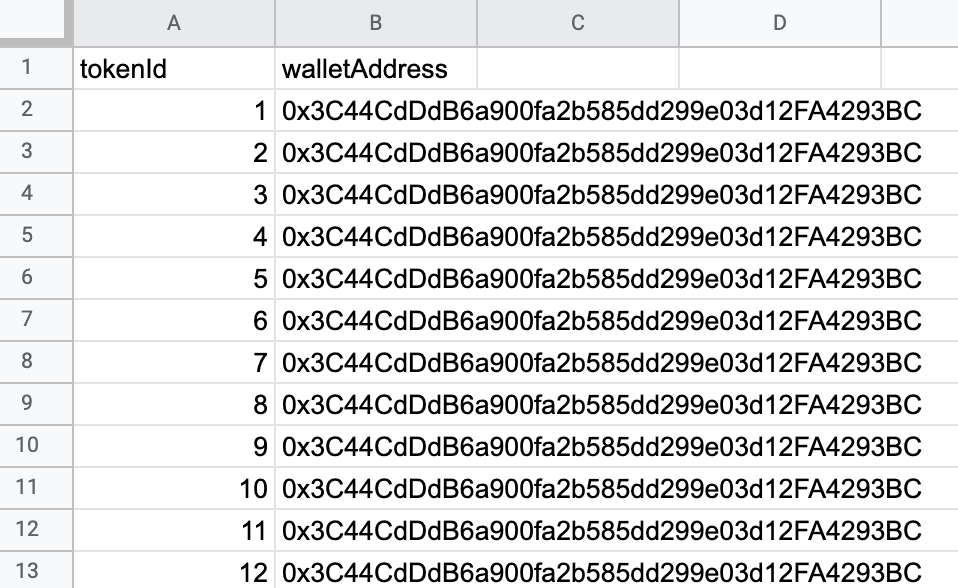 A B C D
1 tokenId walletAddress
2 1 0x3C44CdDdB6a900fa2b585dd299e03d12FA4293BC
3 2 0x3C44CdDdB6a900fa2b585dd299e03d12FA4293BC
4 3 0x3C44CdDdB6a900fa2b585dd299e03d12FA4293BC
5 4 0x3C44CdDdB6a900fa2b585dd299e03d12FA4293BC
6 5 0x3C44CdDdB6a900fa2b585dd299e03d12FA4293BC
7 6 0x3C44CdDdB6a900fa2b585dd299e03d12FA4293BC
8 7 0x3C44CdDdB6a900fa2b585dd299e03d12FA4293BC
9 8 0x3C44CdDdB6a900fa2b585dd299e03d12FA4293BC
10 9 0x3C44CdDdB6a900fa2b585dd299e03d12FA4293BC
11 10 0x3C44CdDdB6a900fa2b585dd299e03d12FA4293BC
12 11 0x3C44CdDdB6a900fa2b585dd299e03d12FA4293BC
13 12 0x3C44CdDdB6a900fa2b585dd299e03d12FA4293BC